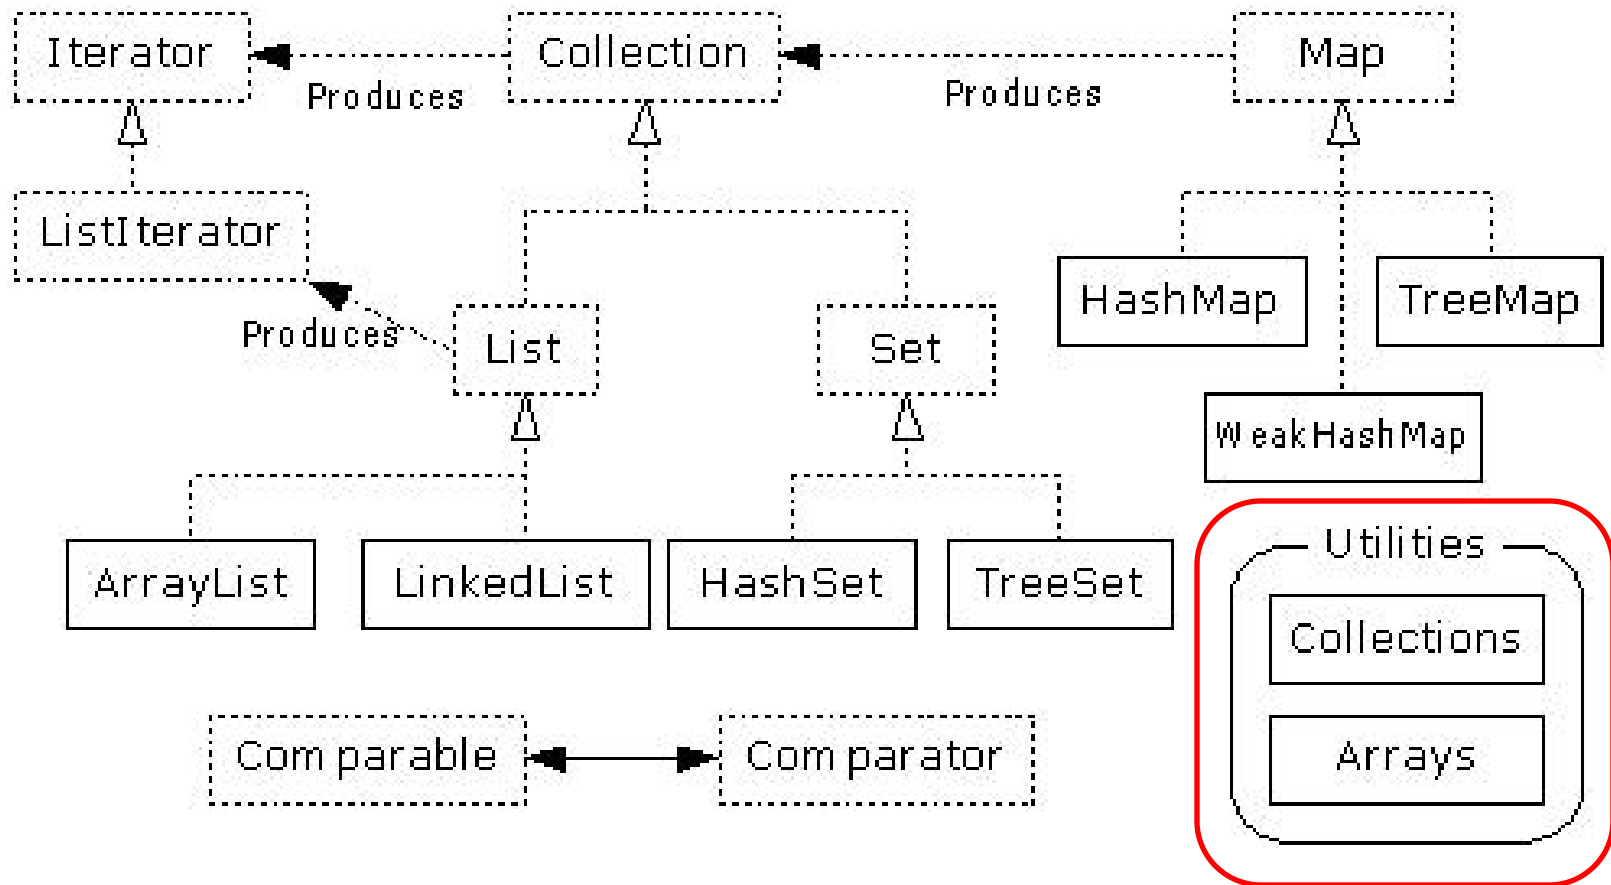 Iterator
Collection
Map
Produces
Produces
ListIterator
HashMap
TreeMap
Produces
List
Set
WeakHashMap
Utilities
ArrayList
LinkedList
HashSet
TreeSet
Collections
Comparable
Comparator
Arrays